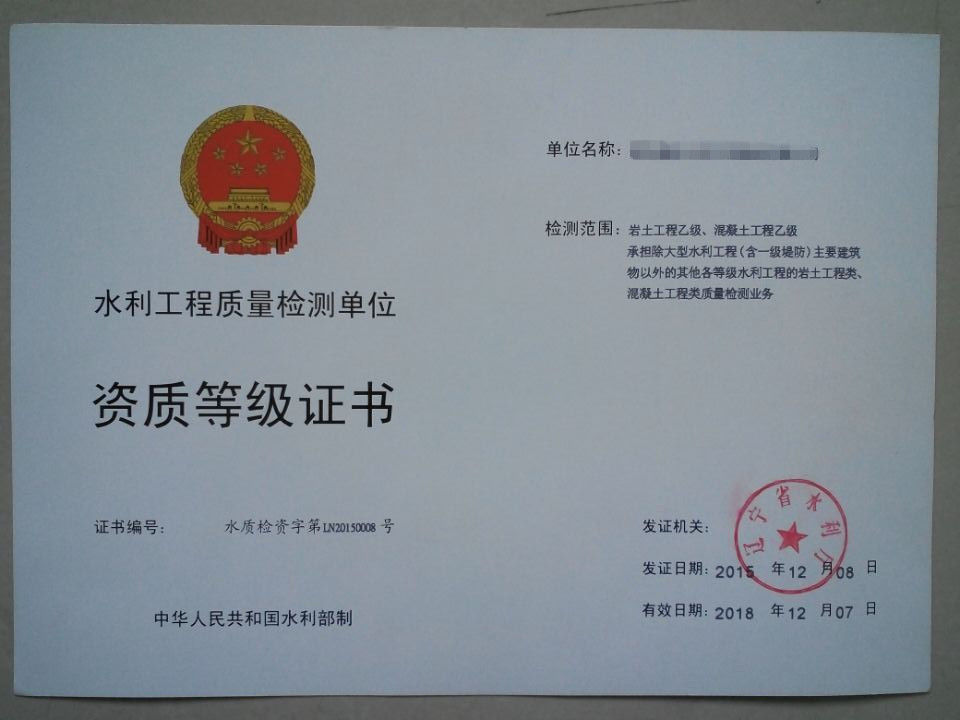 水利工程质量检测单位
资质等级证书
证书编号： 水质检资字第LN20150008 号
中华人民共和国水利部制
单位名称：
检测范围：岩土工程乙级、混凝土工程乙级
承担除大型水利工程(含一级堤防)主要建筑
物以外的其他各等级水利工程的岩土工程类、
混凝土工程类质量检测业务
发证机关：
辽宁省水利厅
发证日期：2015 年12 月08 日
有效日期：2018 年12 月07 日